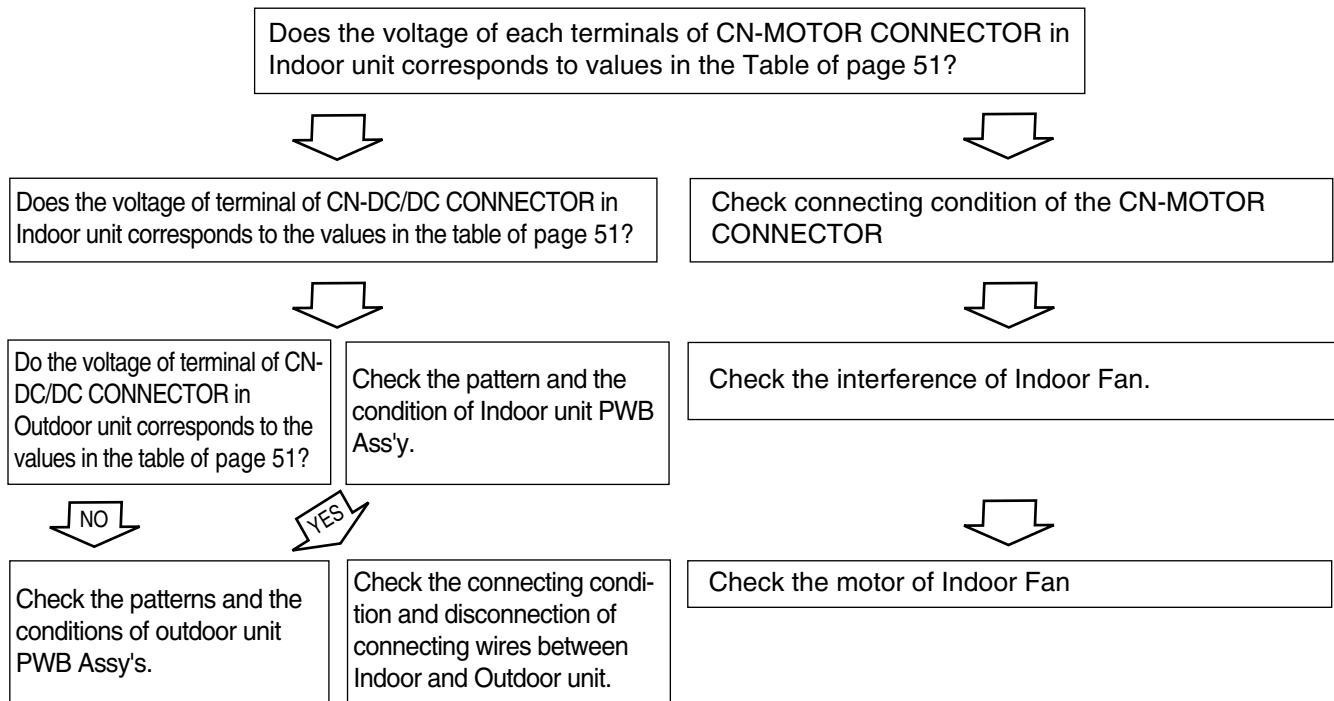 Does the voltage of each terminals of CN-MOTOR CONNECTOR in
Indoor unit corresponds to values in the Table of page 51?
Does the voltage of terminal of CN-DC/DC CONNECTOR in
Indoor unit corresponds to the values in the table of page 51?
Check connecting condition of the CN-MOTOR
CONNECTOR
Do the voltage of terminal of CN-
DC/DC CONNECTOR in
Outdoor unit corresponds to the
values in the table of page 51?
Check the pattern and the
condition of Indoor unit PWB
Ass'y.
Check the interference of Indoor Fan.
NO
YES
Check the patterns and the
conditions of outdoor unit
PWB Assy's.
Check the connecting condi-
tion and disconnection of
connecting wires between
Indoor and Outdoor unit.
Check the motor of Indoor Fan